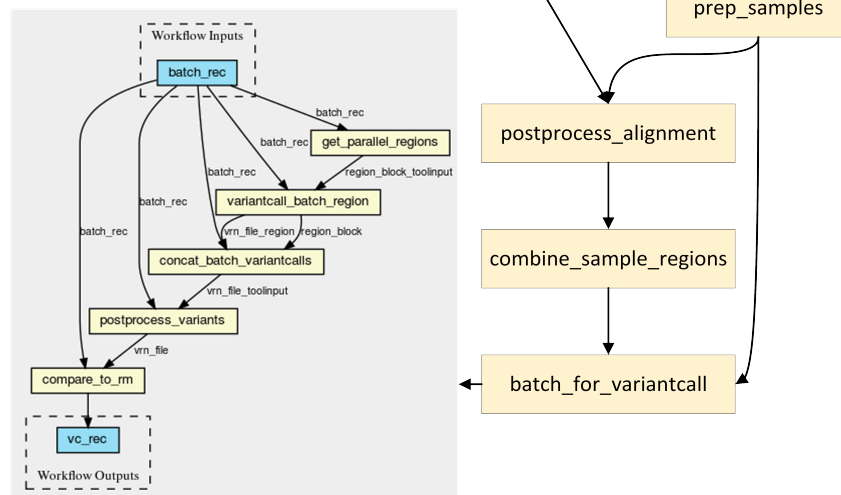 Workflow Inputs
batch_rec
batch_rec
get_parallel_regions
batch_rec
region_block_toolinput
batch_rec
variantcall_batch_region
batch_rec
batch_rec
vrn_file_region
region_block
concat_batch_variantcalls
vrn_file_toolinput
postprocess_variants
vrn_file
compare_to_rm
vc_rec
Workflow Outputs
prep_samples
postprocess_alignment
combine_sample_regions
batch_for_variantcall